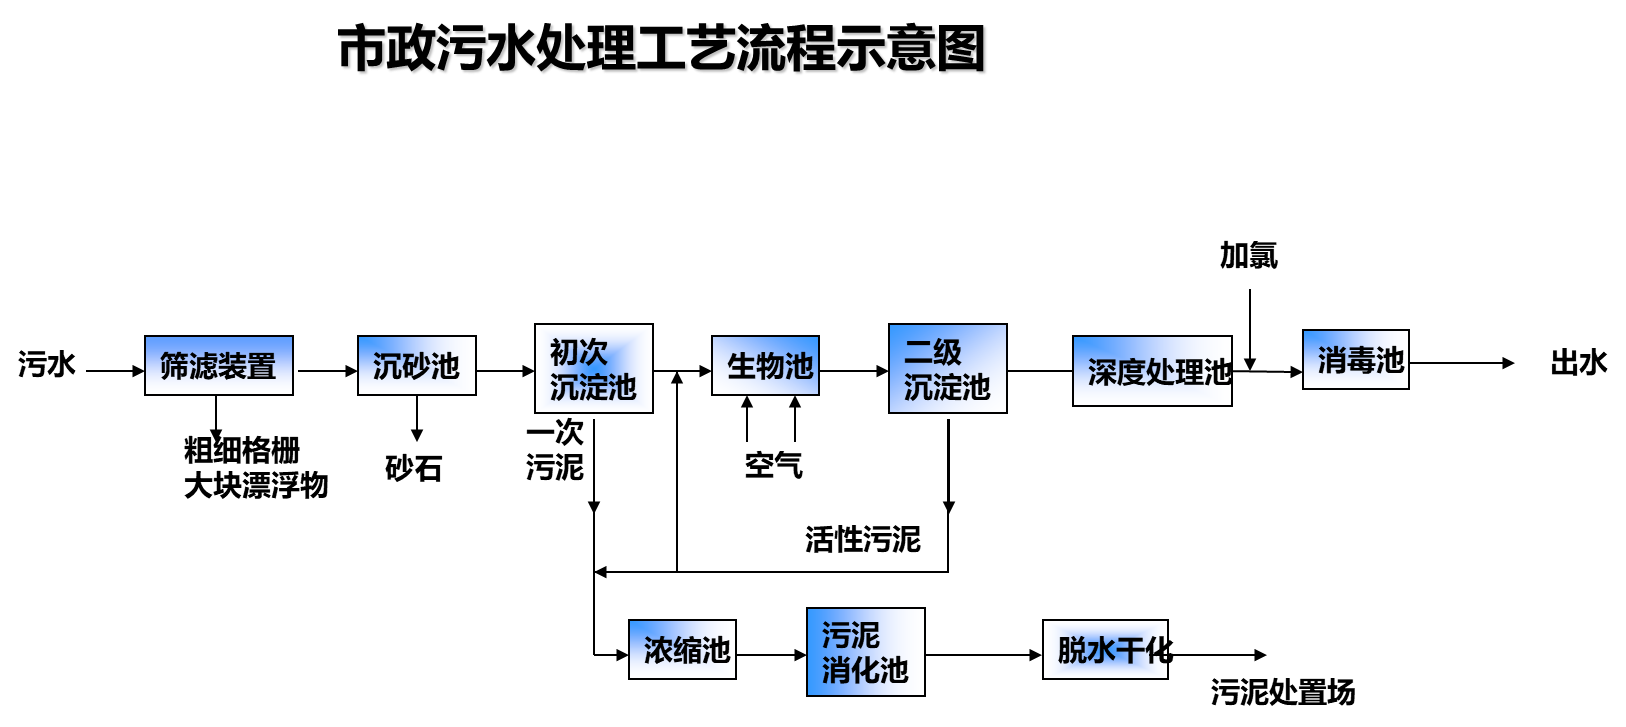 市政污水处理工艺流程示意图
加氯
污水
筛滤装置
沉砂池
初次
沉淀池
生物池
二级
沉淀池
深度处理池
消毒池
出水
粗细格栅
大块漂浮物
砂石
一次
污泥
空气
活性污泥
浓缩池
污泥
消化池
脱水干化
污泥处置场